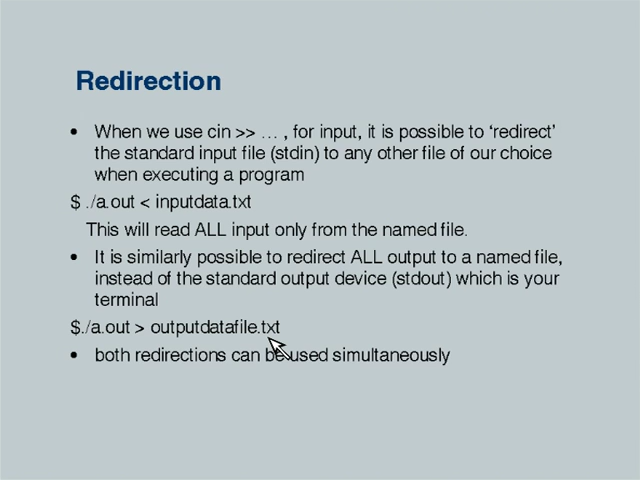 Redirection
• When we use cin >> … , for input, it is possible to ‘redirect’
the standard input file (stdin) to any other file of our choice
when executing a program
$ ./a.out < inputdata.txt
This will read ALL input only from the named file.
• It is similarly possible to redirect ALL output to a named file,
instead of the standard output device (stdout) which is your
terminal
$./a.out > outputdatafile.txt
• both redirections can be used simultaneously